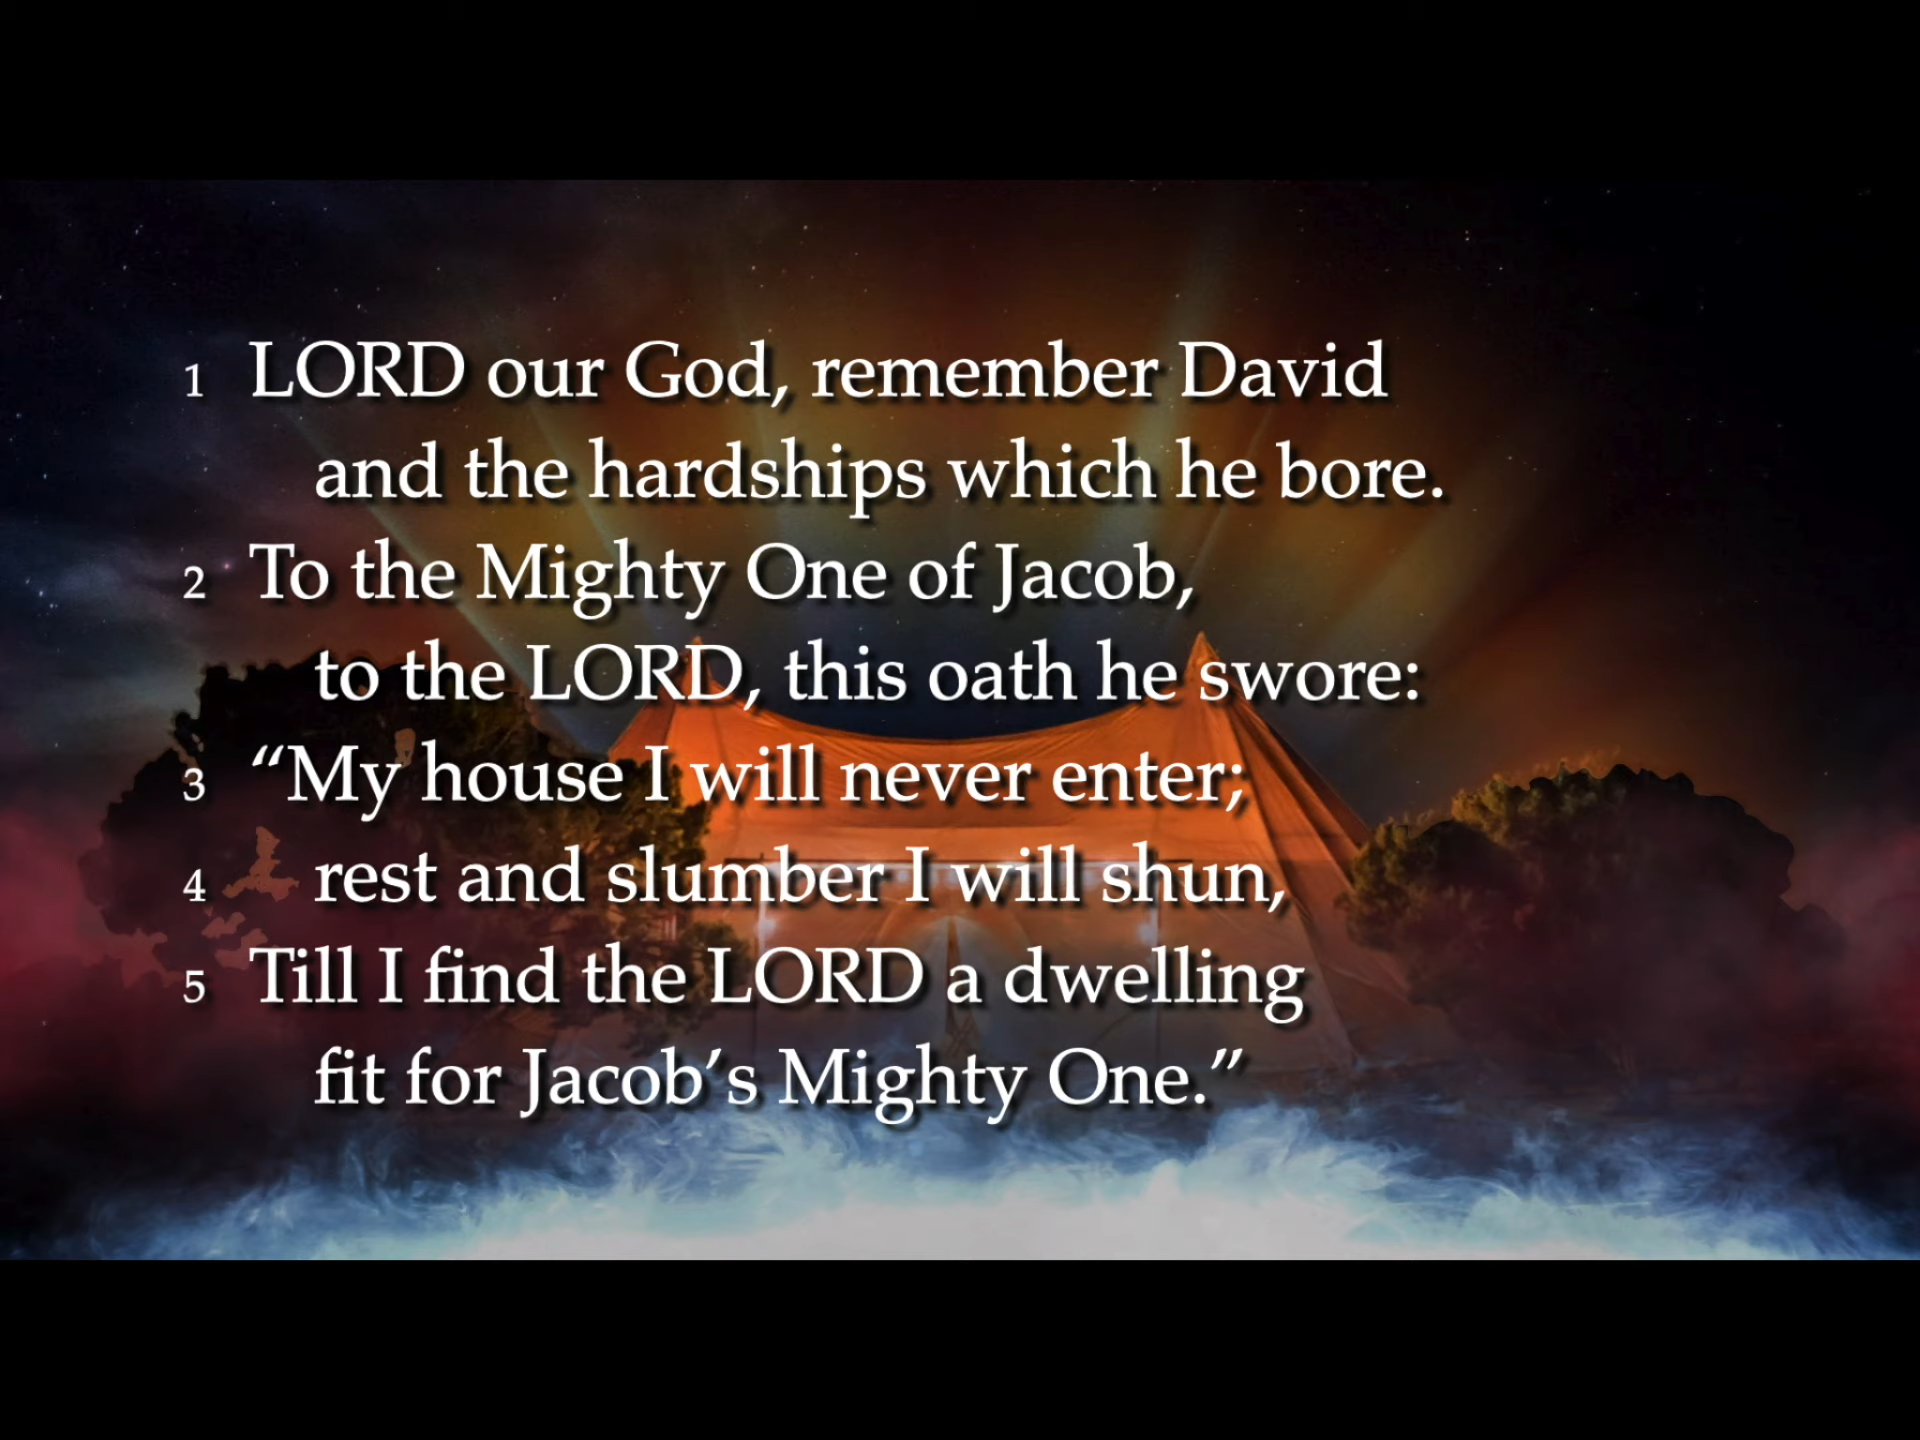 1 LORD our God, remember David
and the hardships which he bore.
2 To the Mighty One of Jacob,
to the LORD, this oath he swore:
3 “My house I will never enter;
4 rest and slumber I will shun,
5 Till I find the LORD a dwelling
fit for Jacob’s Mighty One.”